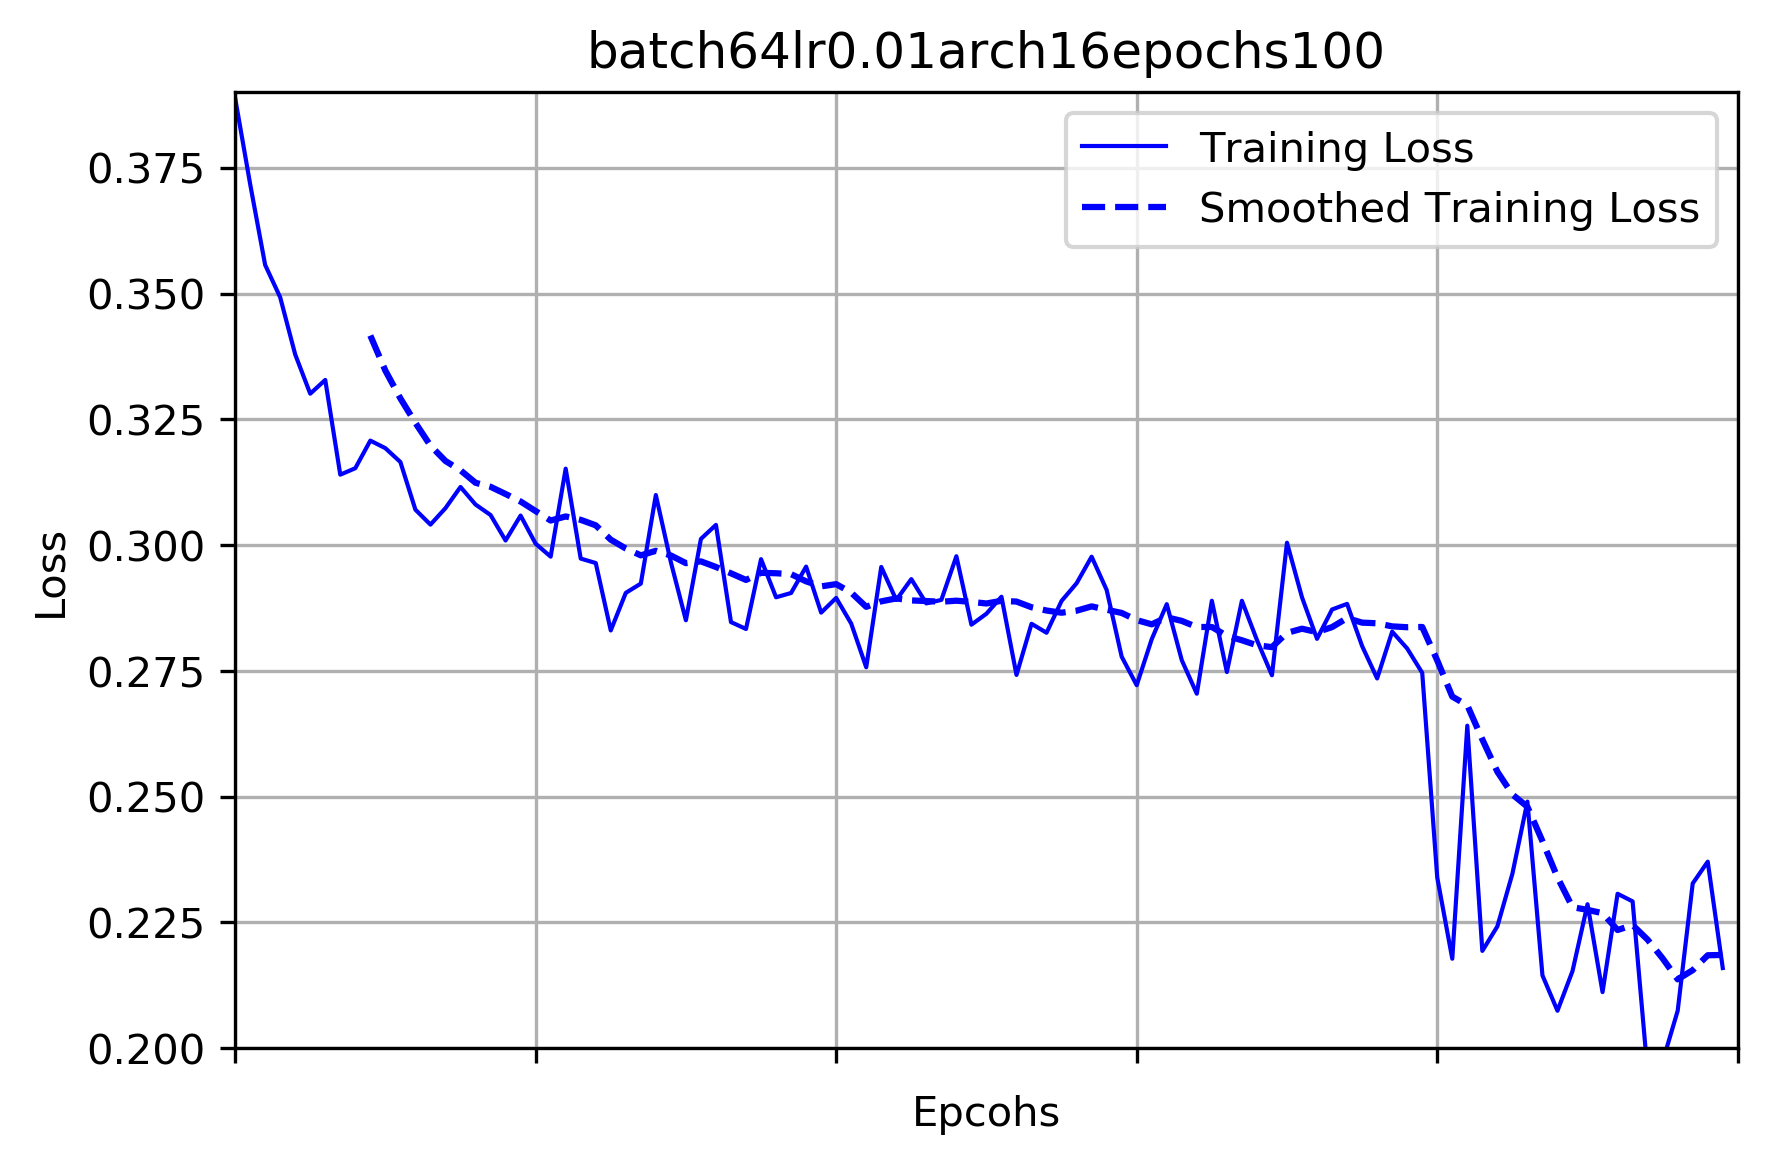 batch64lr0.01arch16epochs100
Training Loss
Smoothed Training Loss
0.375
0.350
0.325
0.300
0.275
0.250
0.225
0.200
Loss
Epcohs